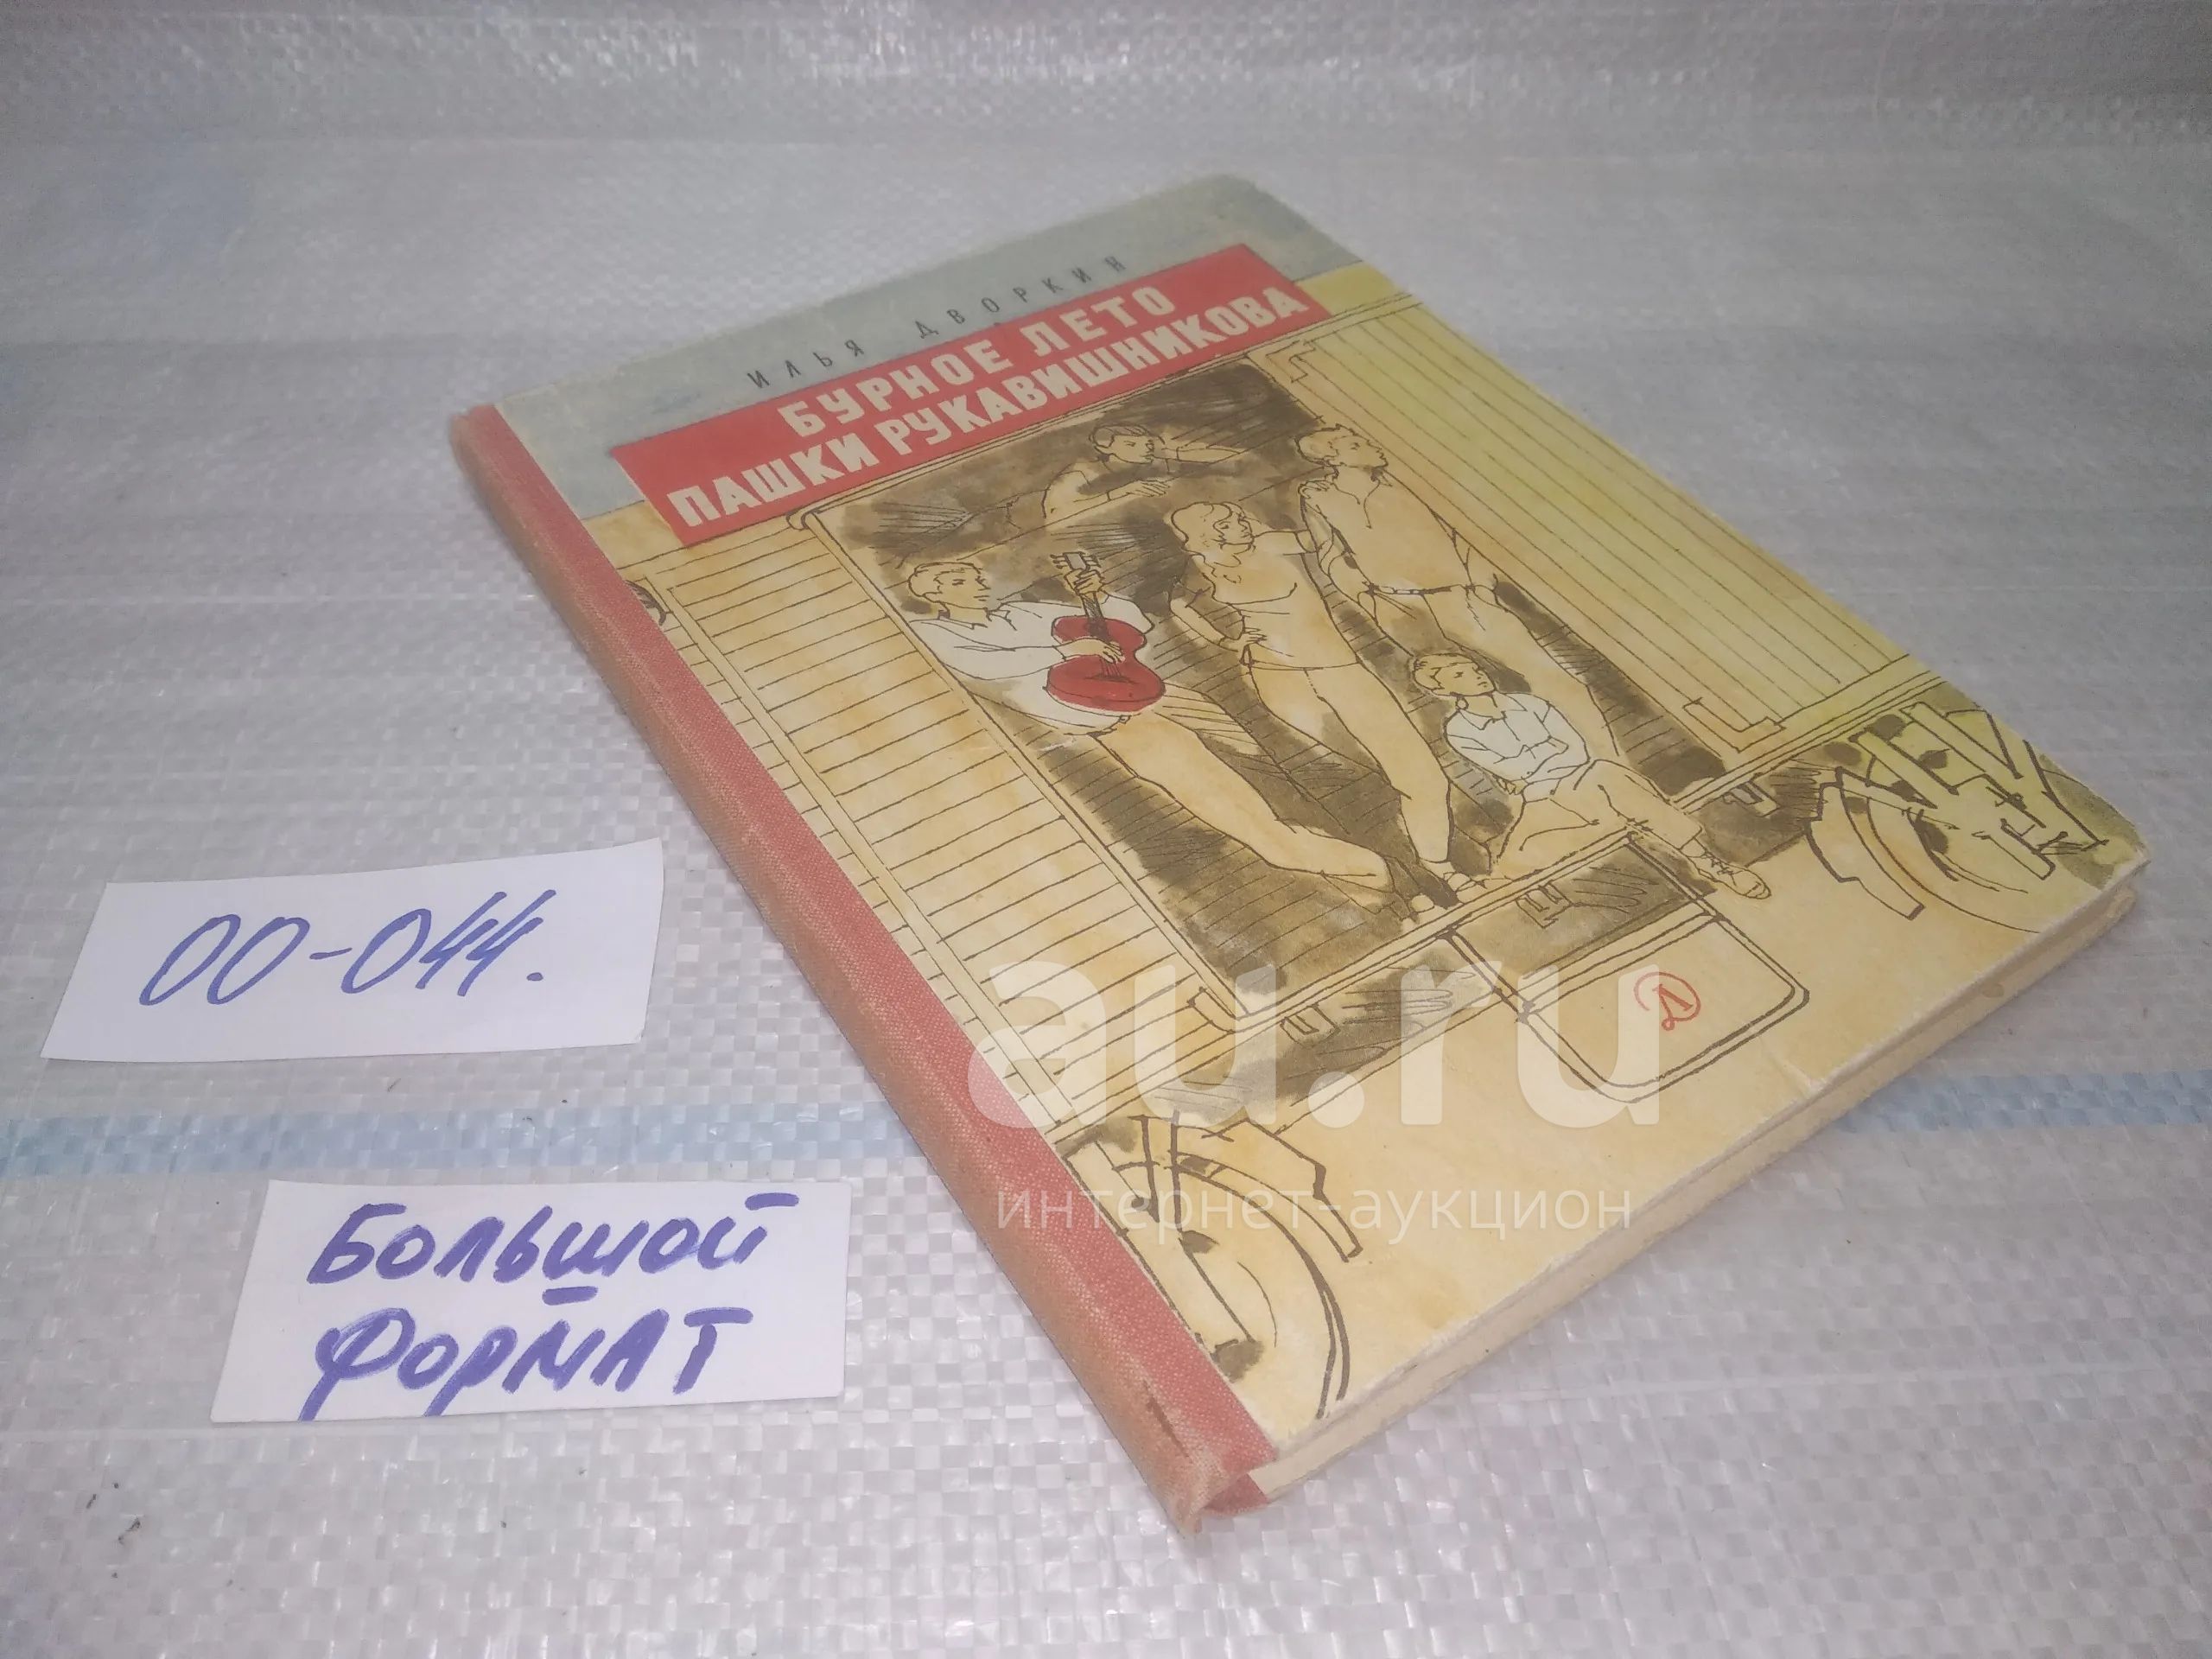 ИЛЬЯ ДВОРКИН
БУРНОЕ ЛЕТО
ПАШКИ РУКАВИШНИКОВА
Д
00-044.
БОЛЬШОЙ
ФОРМАТ
au.ru
интернет-аукцион